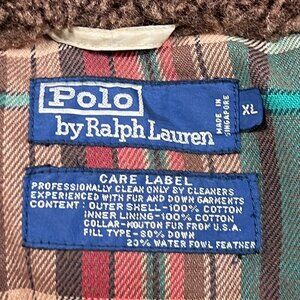 Polo
by Ralph Lauren
MADE IN
SINGAPORE
XL
CARE LABEL
PROFESSIONALLY CLEAN ONLY BY CLEANERS
EXPERIENCED WITH FUR AND DOWN GARMENTS
CONTENT: OUTER SHELL-100% COTTON
INNER LINING-100% COTTON
COLLAR-MOUTON FUR FROM U.S.A.
FILL TYPE-80% DOWN
20% WATER FOWL FEATHER